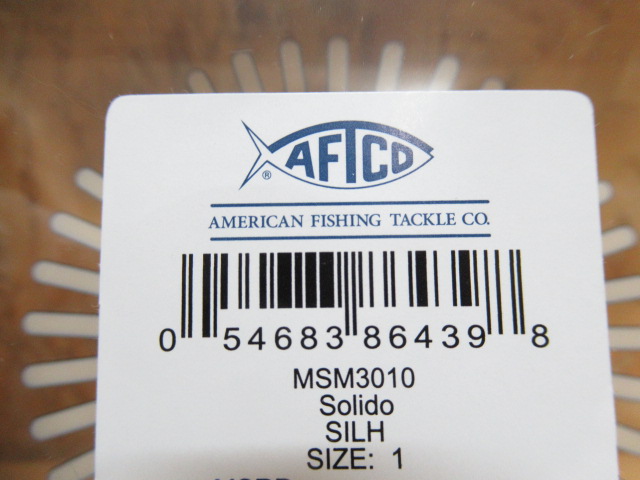 AFTCO
®
AMERICAN FISHING TACKLE CO.
0 54683 86439 8
MSM3010
Solido
SILH
SIZE: 1